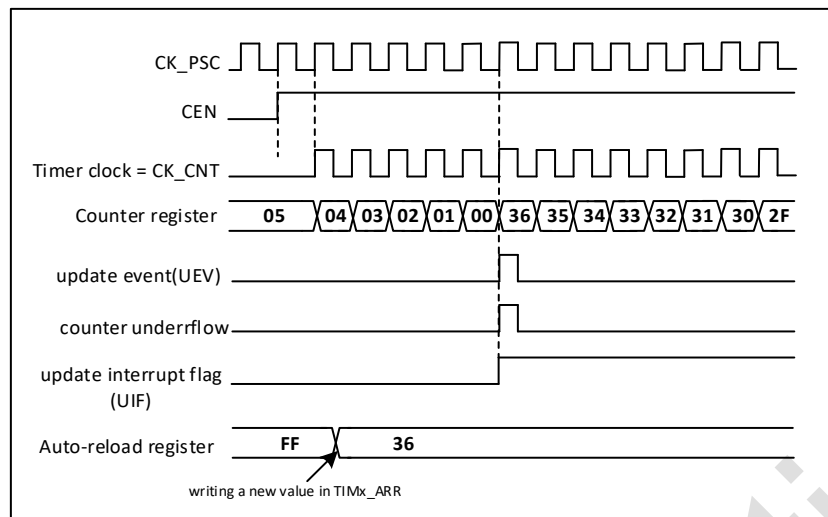 CK_PSC
CEN
Timer clock = CK_CNT
Counter register 05 04 03 02 01 00 36 35 34 33 32 31 30 2F
update event(UEV)
counter underrflow
update interrupt flag
(UIF)
Auto-reload register FF 36
writing a new value in TIMx_ARR